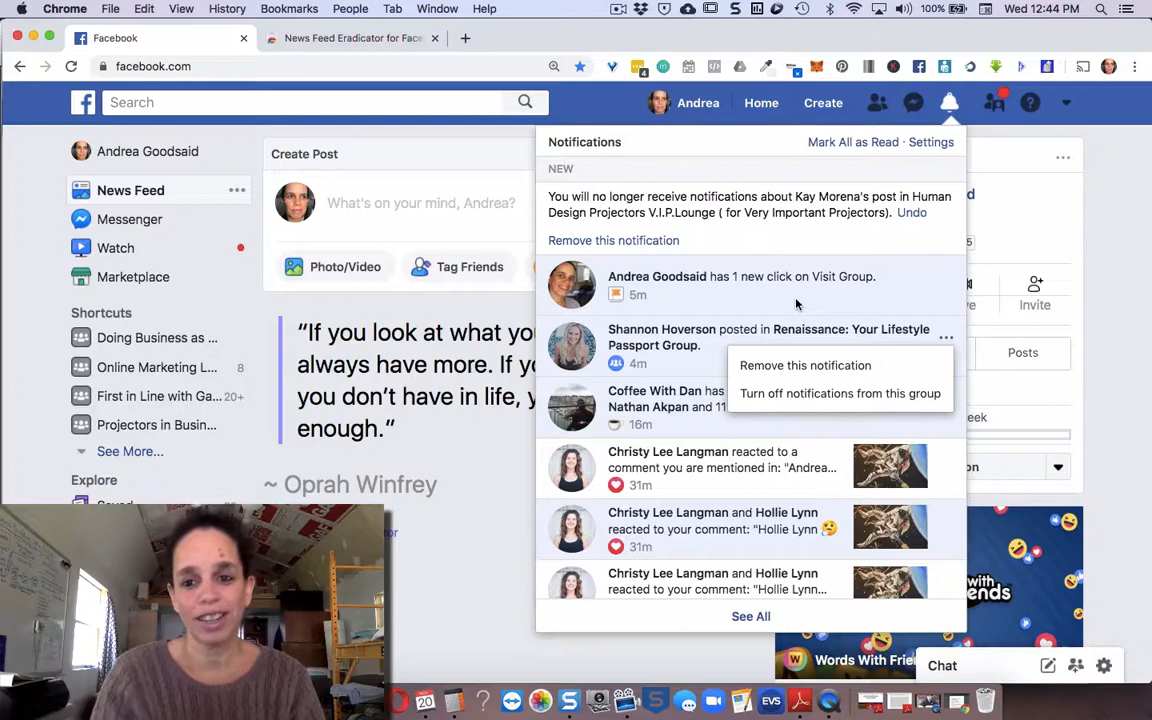 Chrome File Edit View History Bookmarks People Tab Window Help 100% Wed 12:44 PM
Facebook News Feed Eradicator for Face
facebook.com
Search Andrea Home Create
Andrea Goodsaid
News Feed
Messenger
Watch
Marketplace
Shortcuts
Doing Business as ...
Online Marketing L... 8
First in Line with Ga... 20+
Projectors in Busin...
See More...
Explore
Create Post
What's on your mind, Andrea?
Photo/Video Tag Friends
“If you look at what you
always have more. If
you don't have in life,
enough.”
~ Oprah Winfrey
Notifications Mark All as Read · Settings
NEW
You will no longer receive notifications about Kay Morena's post in Human
Design Projectors V.I.P.Lounge ( for Very Important Projectors). Undo
Remove this notification
Andrea Goodsaid has 1 new click on Visit Group.
5m
Shannon Hoverson posted in Renaissance: Your Lifestyle
Passport Group.
4m
Remove this notification
Turn off notifications from this group
Coffee With Dan has
Nathan Akpan and 11
16m
Christy Lee Langman reacted to a
comment you are mentioned in: "Andrea...
31m
Christy Lee Langman and Hollie Lynn
reacted to your comment: "Hollie Lynn
31m
Christy Lee Langman and Hollie Lynn
reacted to your comment: "Hollie Lynn...
See All
Invite
Posts
with
Words With Frie
Chat
20
EVS